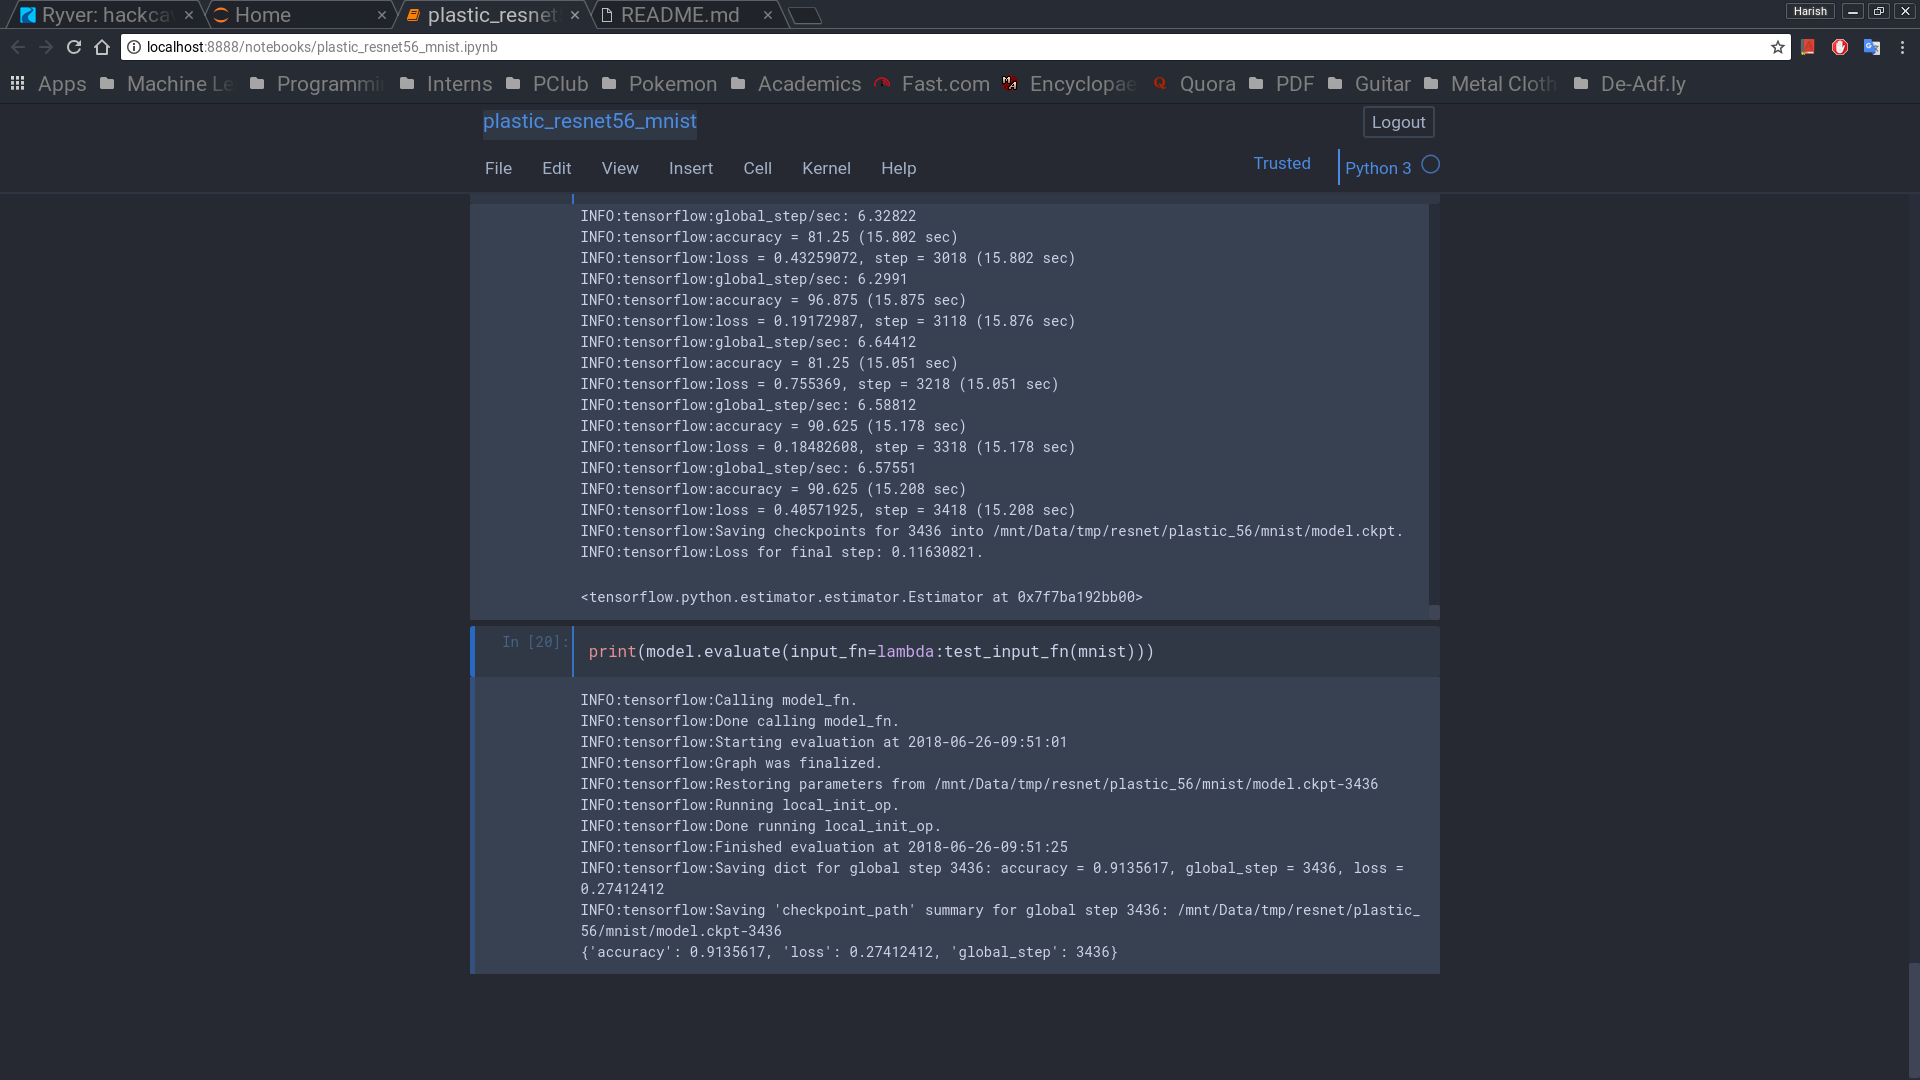 Ryver: hackca
Home
plastic_resnet
README.md
Harish
localhost:8888/notebooks/plastic_resnet56_mnist.ipynb
Apps Machine Le Programmi Interns PClub Pokemon Academics Fast.com Encyclopae Quora PDF Guitar Metal Cloth De-Adf.ly
plastic_resnet56_mnist
Logout
File Edit View Insert Cell Kernel Help
Trusted
Python 3
INFO:tensorflow:global_step/sec: 6.32822
INFO:tensorflow:accuracy = 81.25 (15.802 sec)
INFO:tensorflow:loss = 0.43259072, step = 3018 (15.802 sec)
INFO:tensorflow:global_step/sec: 6.2991
INFO:tensorflow:accuracy = 96.875 (15.875 sec)
INFO:tensorflow:loss = 0.19172987, step = 3118 (15.876 sec)
INFO:tensorflow:global_step/sec: 6.64412
INFO:tensorflow:accuracy = 81.25 (15.051 sec)
INFO:tensorflow:loss = 0.755369, step = 3218 (15.051 sec)
INFO:tensorflow:global_step/sec: 6.58812
INFO:tensorflow:accuracy = 90.625 (15.178 sec)
INFO:tensorflow:loss = 0.18482608, step = 3318 (15.178 sec)
INFO:tensorflow:global_step/sec: 6.57551
INFO:tensorflow:accuracy = 90.625 (15.208 sec)
INFO:tensorflow:loss = 0.40571925, step = 3418 (15.208 sec)
INFO:tensorflow:Saving checkpoints for 3436 into /mnt/Data/tmp/resnet/plastic_56/mnist/model.ckpt.
INFO:tensorflow:Loss for final step: 0.11630821.
<tensorflow.python.estimator.estimator.Estimator at 0x7f7ba192bb00>
In [20]:
print(model.evaluate(input_fn=lambda:test_input_fn(mnist)))
INFO:tensorflow:Calling model_fn.
INFO:tensorflow:Done calling model_fn.
INFO:tensorflow:Starting evaluation at 2018-06-26-09:51:01
INFO:tensorflow:Graph was finalized.
INFO:tensorflow:Restoring parameters from /mnt/Data/tmp/resnet/plastic_56/mnist/model.ckpt-3436
INFO:tensorflow:Running local_init_op.
INFO:tensorflow:Done running local_init_op.
INFO:tensorflow:Finished evaluation at 2018-06-26-09:51:25
INFO:tensorflow:Saving dict for global step 3436: accuracy = 0.9135617, global_step = 3436, loss =
0.27412412
INFO:tensorflow:Saving 'checkpoint_path' summary for global step 3436: /mnt/Data/tmp/resnet/plastic_
56/mnist/model.ckpt-3436
{'accuracy': 0.9135617, 'loss': 0.27412412, 'global_step': 3436}